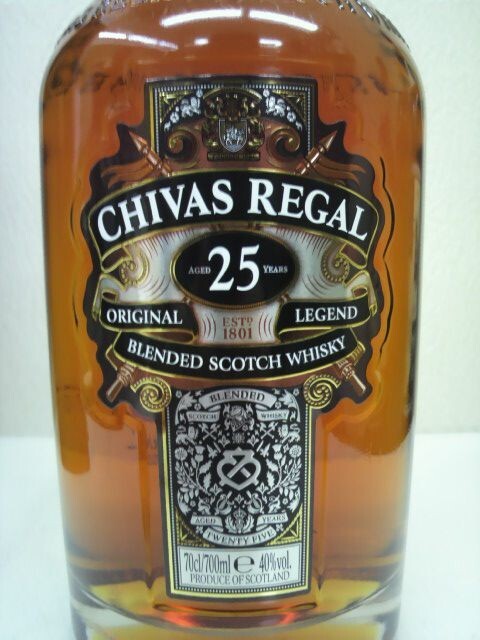 CHIVAS REGAL
AGED 25 YEARS
ORIGINAL ESTD 1801 LEGEND
BLENDED SCOTCH WHISKY
BLENDED
SCOTCH WHISKY
AGED YEARS
TWENTY FIVE
70cl/700ml e 40%vol.
PRODUCE OF SCOTLAND